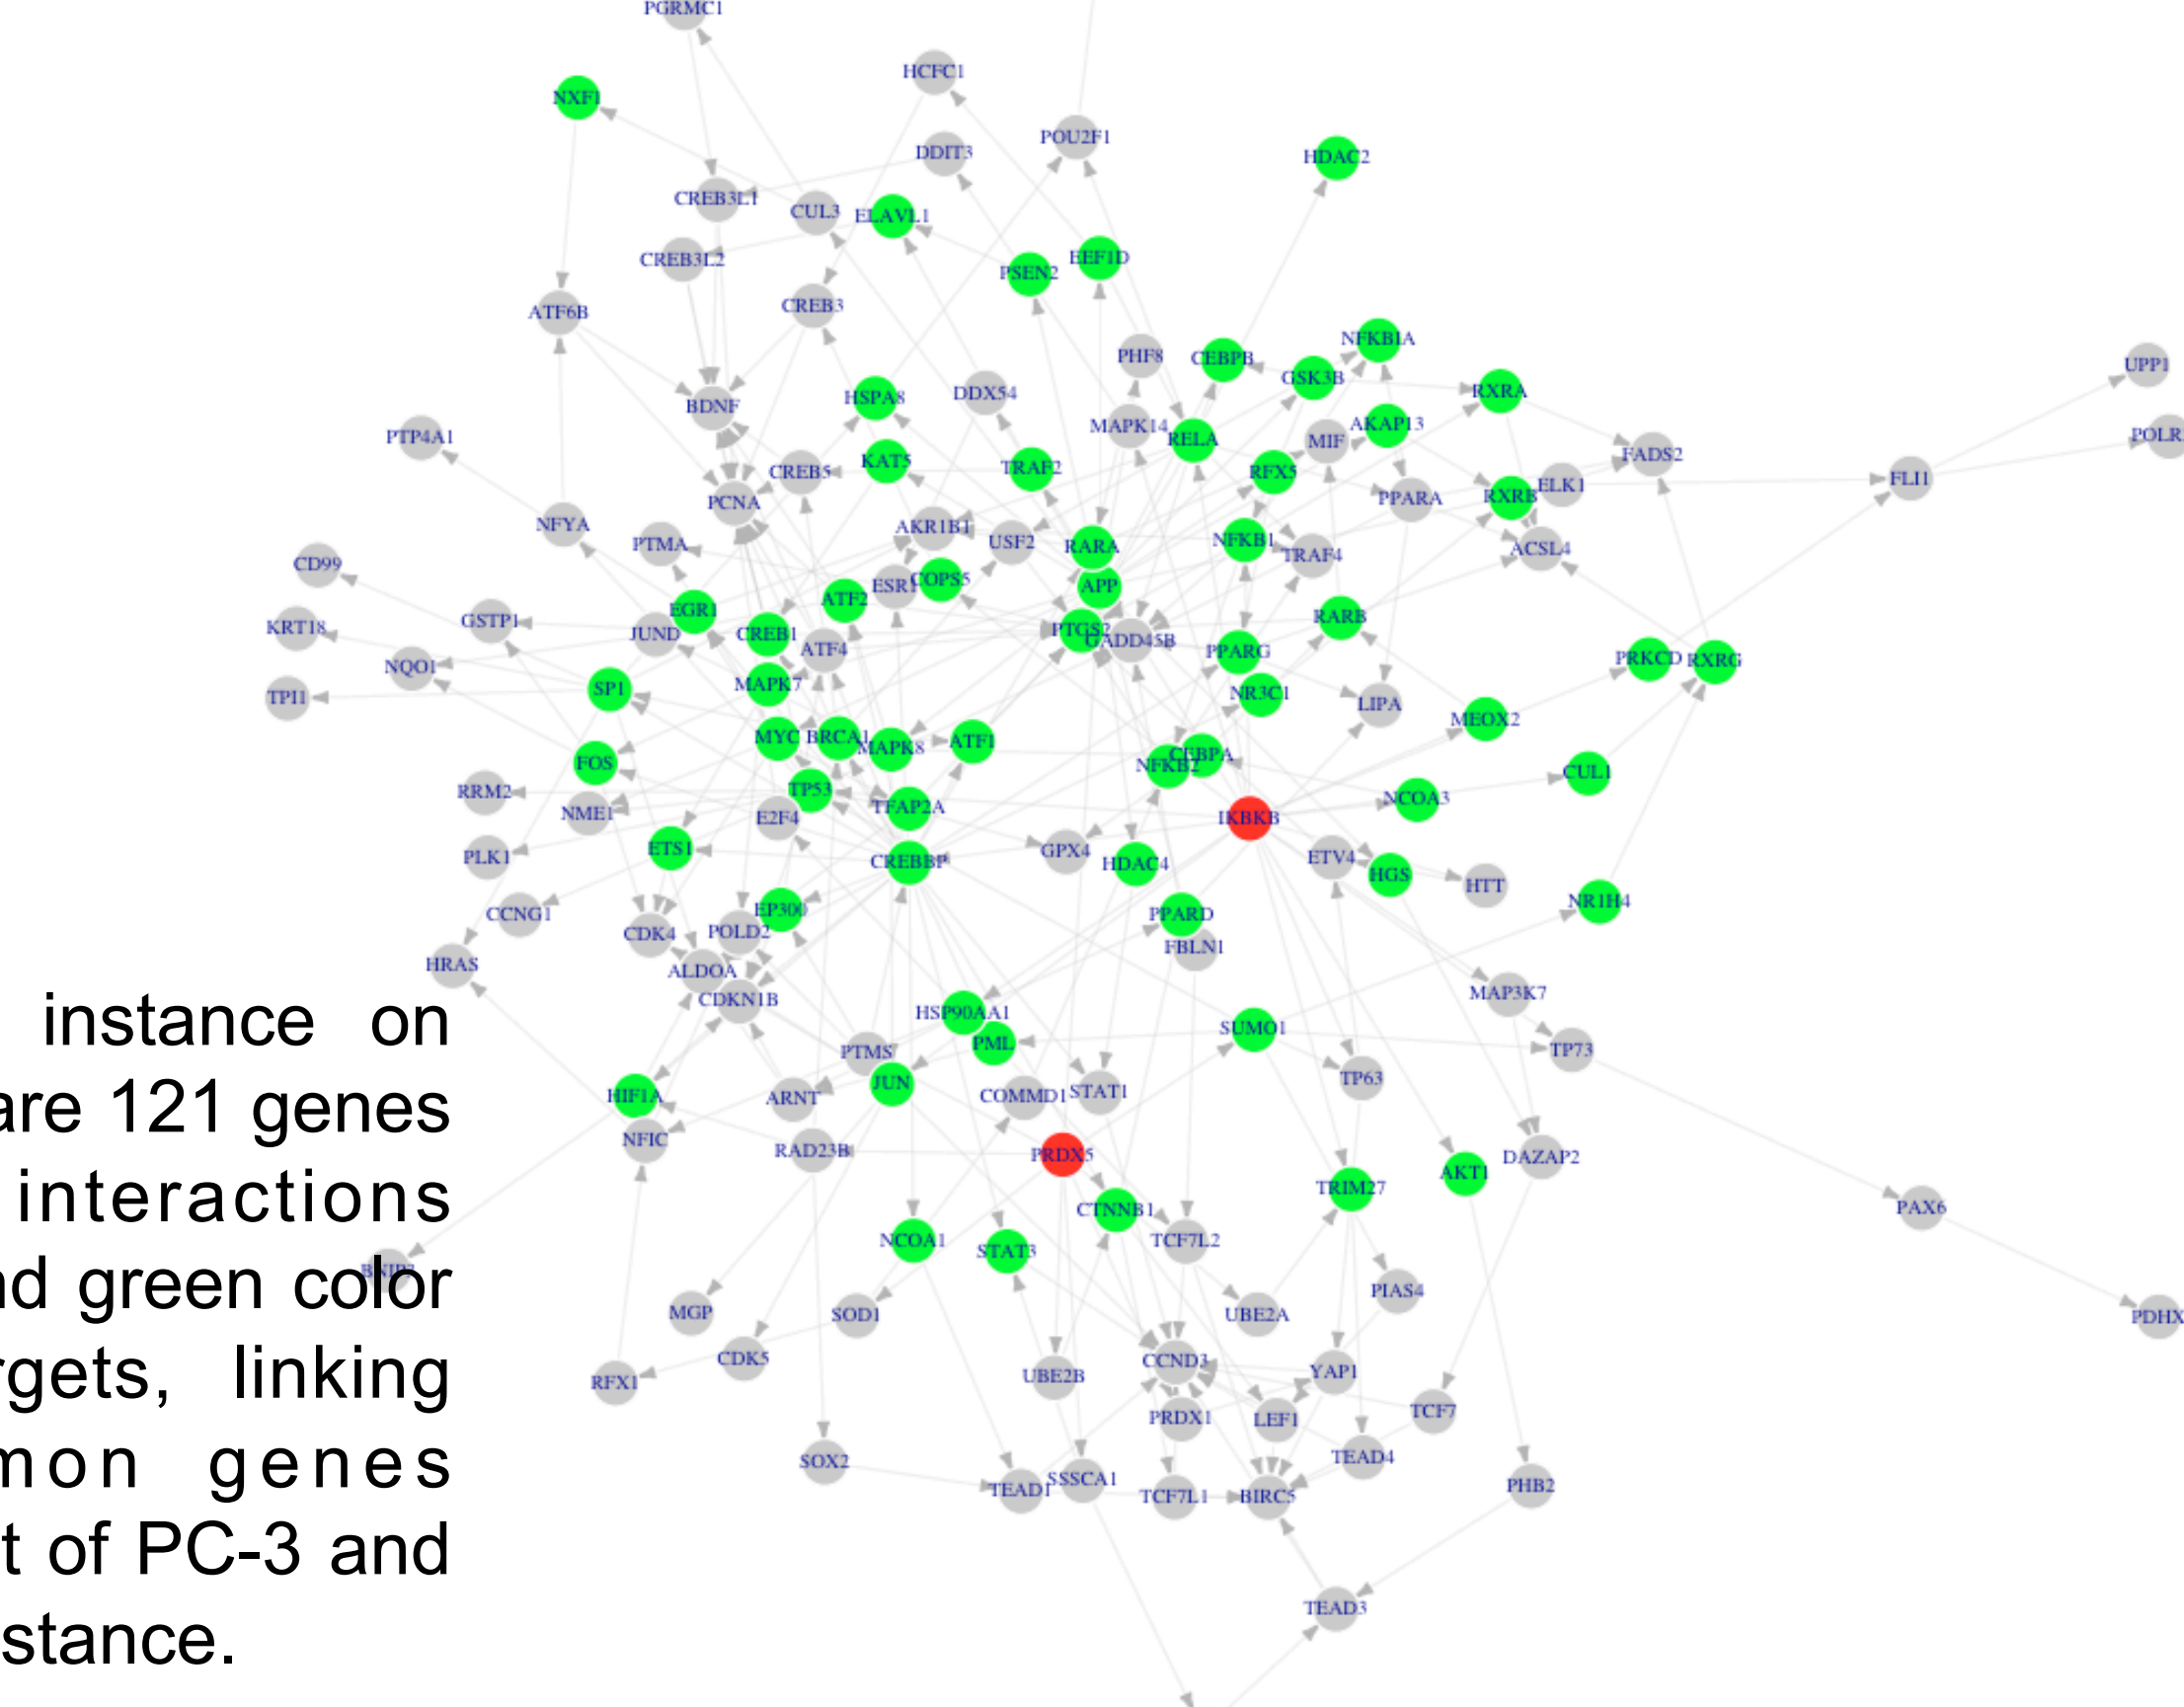 PGRMC1
HCFC1
NXF1
POU2F1
DDIT3
HDAC2
CREB3L1
CUL3
ELAVL1
CREB3L2
EEF1D
PSEN2
CREB3
ATF6B
NFKBIA
PHF8
CEBPB
UPP1
GSK3B
RXRA
DDX54
HSPA8
BDNF
MAPK14
AKAP13
PTP4A1
RELA
MIF
POLR
FADS2
KAT5
TRAF2
CREB5
RFX5
FLI1
ELK1
RXRB
PPARA
PCNA
NFYA
AKR1B1
USF2
NFKB1
PTMA
RARA
ACSL4
TRAF4
CD99
COPS5
ESR1
APP
ATF2
EGR1
RARB
GSTP1
KRT18
JUND
CREB1
PTGS2
GADD45B
ATF4
PPARG
PRKCD
RXRG
NQO1
MAPK7
SP1
TPI1
NR3C1
LIPA
MEOX2
MYC
BRCA1
MAPK8
ATF1
CEBPA
NFKB2
FOS
CUL1
RRM2
TP53
NCOA3
TFAP2A
NME1
E2F4
IKBKB
ETS1
GPX4
PLK1
CREBBP
HDAC4
ETV4
HGS
HTT
NR1H4
CCNG1
EP300
PPARD
CDK4
POLD2
FBLN1
HRAS
ALDOA
CDKN1B
MAP3K7
HSP90AA1
instance on
SUMO1
PML
PTMS
TP73
JUN
TP63
HIF1A
ARNT
COMMD1
STAT1
are 121 genes
NFIC
RAD23B
PRDX5
DAZAP2
AKT1
TRIM27
interactions
CTNNB1
PAX6
NCOA1
STAT3
TCF7L2
nd green color
PIAS4
MGP
SOD1
UBE2A
PDHX
CDK5
CCND3
rgets, linking
RFX1
UBE2B
YAP1
TCF7
PRDX1
LEF1
mon genes
SOX2
TEAD4
SSSCA1
TEAD1
TCF7L1
BIRC5
PHB2
t of PC-3 and
TEAD3
stance.